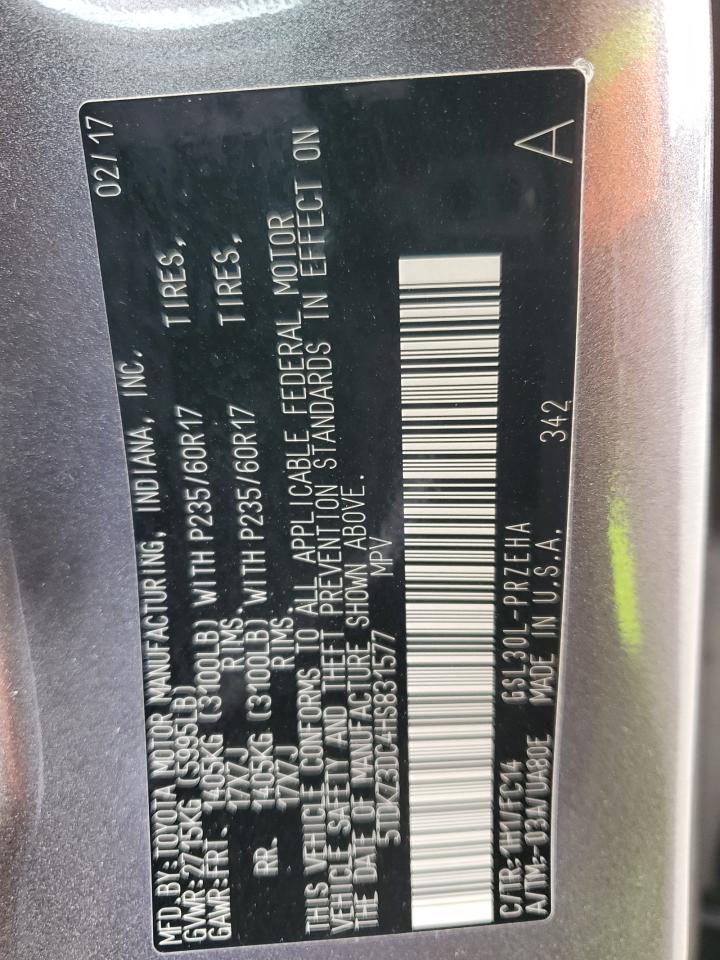 MFD. BY: TOYOTA MOTOR MANUFACTURING, INDIANA, INC. 02/17
GVWR: 2715KG (5995LB)
GAWR: FRT. 1405KG (3100LB) WITH P235/60R17 TIRES,
17X7J RIMS,
RR. 1405KG (3100LB) WITH P235/60R17 TIRES,
17X7J RIMS.
THIS VEHICLE CONFORMS TO ALL APPLICABLE FEDERAL MOTOR
VEHICLE SAFETY AND THEFT PREVENTION STANDARDS IN EFFECT ON
THE DATE OF MANUFACTURE SHOWN ABOVE.
5TDKZ3DC4HS831577 MPV
C/TR: 1H1/FC14 GSL30L-PRZEHA
A/TM: -03A/UA80E MADE IN U.S.A. 342 A